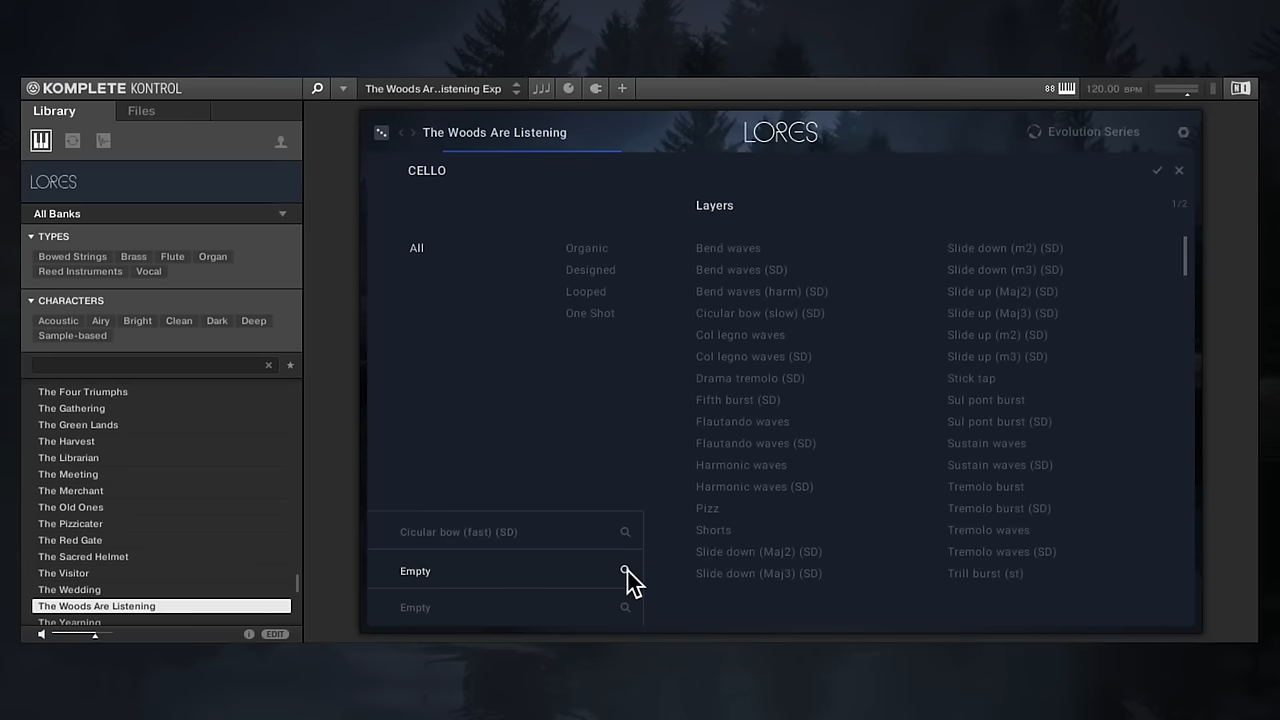 KOMPLETE KONTROL
The Woods Ar..istening Exp
88
120.00 BPM
Library
Files
LORES
All Banks
TYPES
Bowed Strings Brass Flute Organ
Reed Instruments Vocal
CHARACTERS
Acoustic Airy Bright Clean Dark Deep
Sample-based
The Four Triumphs
The Gathering
The Green Lands
The Harvest
The Librarian
The Meeting
The Merchant
The Old Ones
The Pizzicater
The Red Gate
The Sacred Helmet
The Visitor
The Wedding
The Woods Are Listening
The Yearning
EDIT
The Woods Are Listening
LORES
Evolution Series
CELLO
Layers
1/2
All
Organic
Designed
Looped
One Shot
Bend waves
Bend waves (SD)
Bend waves (harm) (SD)
Cicular bow (slow) (SD)
Col legno waves
Col legno waves (SD)
Drama tremolo (SD)
Fifth burst (SD)
Flautando waves
Flautando waves (SD)
Harmonic waves
Harmonic waves (SD)
Pizz
Shorts
Slide down (Maj2) (SD)
Slide down (Maj3) (SD)
Slide down (m2) (SD)
Slide down (m3) (SD)
Slide up (Maj2) (SD)
Slide up (Maj3) (SD)
Slide up (m2) (SD)
Slide up (m3) (SD)
Stick tap
Sul pont burst
Sul pont burst (SD)
Sustain waves
Sustain waves (SD)
Tremolo burst
Tremolo burst (SD)
Tremolo waves
Tremolo waves (SD)
Trill burst (st)
Cicular bow (fast) (SD)
Empty
Empty